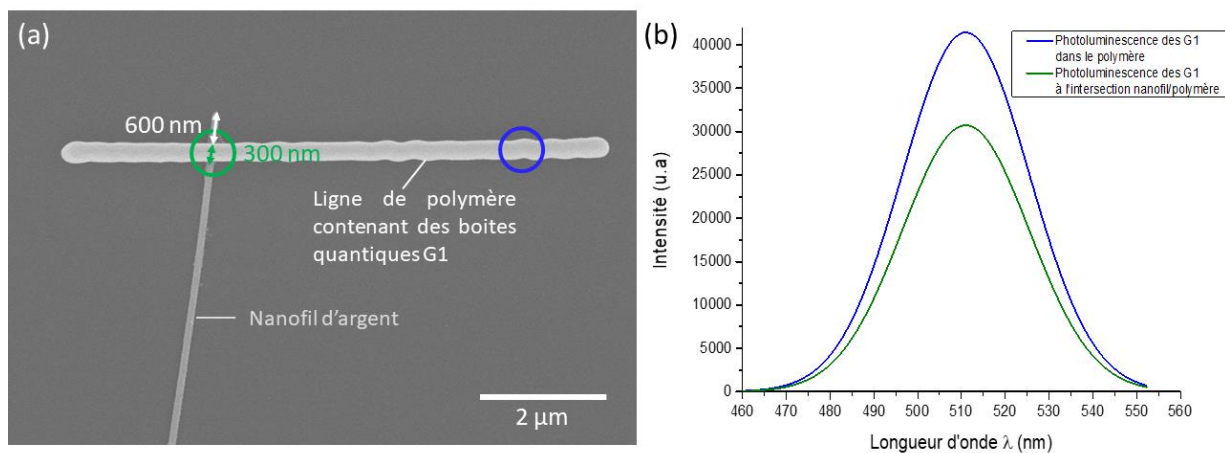 (a)
600 nm
300 nm
Ligne de polymère
contenant des boites
quantiques G1
Nanofil d'argent
2 µm
(b)
Intensité (u.a)
40000
35000
30000
25000
20000
15000
10000
5000
0
Photoluminescence des G1
dans le polymère
Photoluminescence des G1
à l'intersection nanofil/polymère
460 470 480 490 500 510 520 530 540 550 560
Longueur d'onde λ (nm)